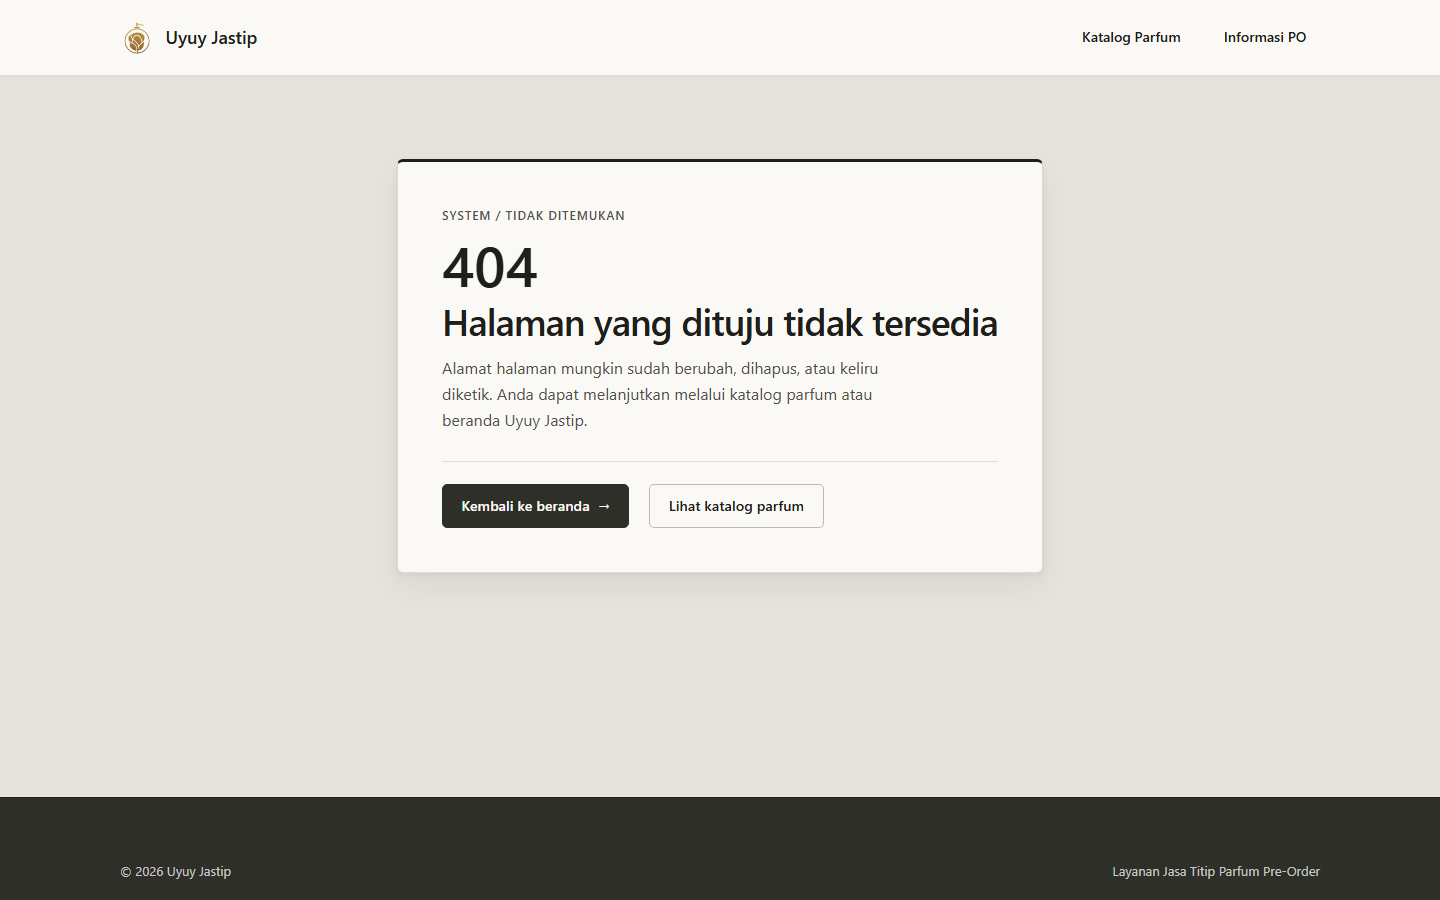 Uyuy Jastip
Katalog Parfum
Informasi PO
SYSTEM / TIDAK DITEMUKAN
404
Halaman yang dituju tidak tersedia
Alamat halaman mungkin sudah berubah, dihapus, atau keliru
diketik. Anda dapat melanjutkan melalui katalog parfum atau
beranda Uyuy Jastip.
Kembali ke beranda →
Lihat katalog parfum
© 2026 Uyuy Jastip
Layanan Jasa Titip Parfum Pre-Order